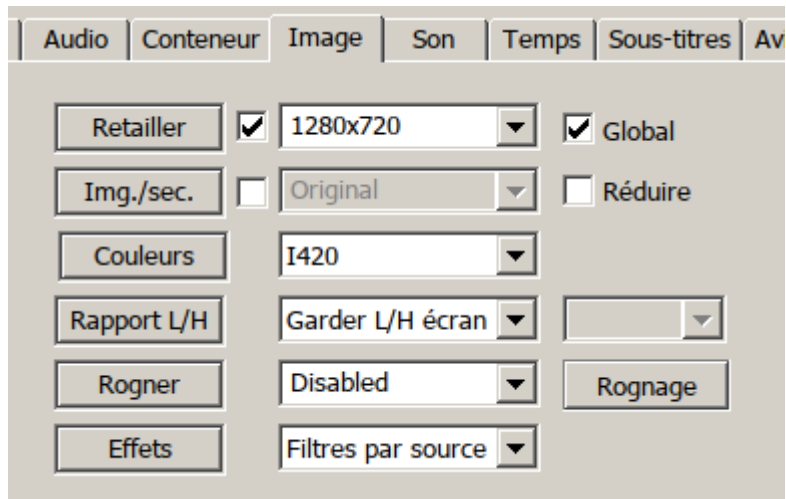 Audio Conteneur Image Son Temps Sous-titres Avi
Retailler 1280x720 Global
Img./sec. Original Réduire
Couleurs I420
Rapport L/H Garder L/H écran
Rogner Disabled Rognage
Effets Filtres par source